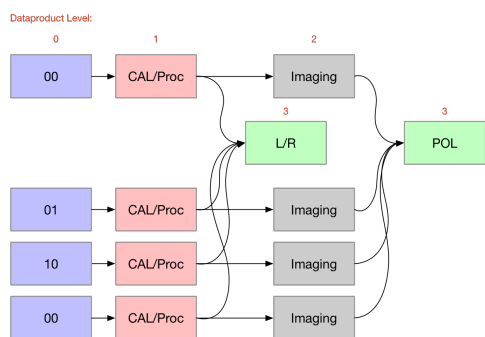 Dataproduct Level:
0 1 2
00 CAL/Proc Imaging
3 3
L/R POL
01 CAL/Proc Imaging
10 CAL/Proc Imaging
00 CAL/Proc Imaging